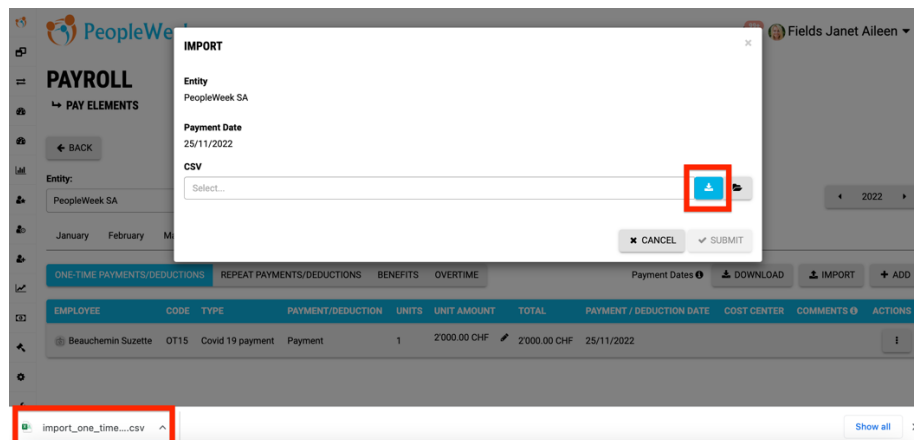 PeopleWe
Fields Janet Aileen
IMPORT
×
PAYROLL
PAY ELEMENTS
Entity
PeopleWeek SA
Payment Date
25/11/2022
BACK
CSV
Select...
Entity:
PeopleWeek SA
2022
January February
CANCEL SUBMIT
ONE-TIME PAYMENTS/DEDUCTIONS REPEAT PAYMENTS/DEDUCTIONS BENEFITS OVERTIME Payment Dates DOWNLOAD IMPORT + ADD
EMPLOYEE CODE TYPE PAYMENT/DEDUCTION UNITS UNIT AMOUNT TOTAL PAYMENT / DEDUCTION DATE COST CENTER COMMENTS ACTIONS
Beauchemin Suzette OT15 Covid 19 payment Payment 1 2'000.00 CHF 2'000.00 CHF 25/11/2022
import_one_time....csv Show all